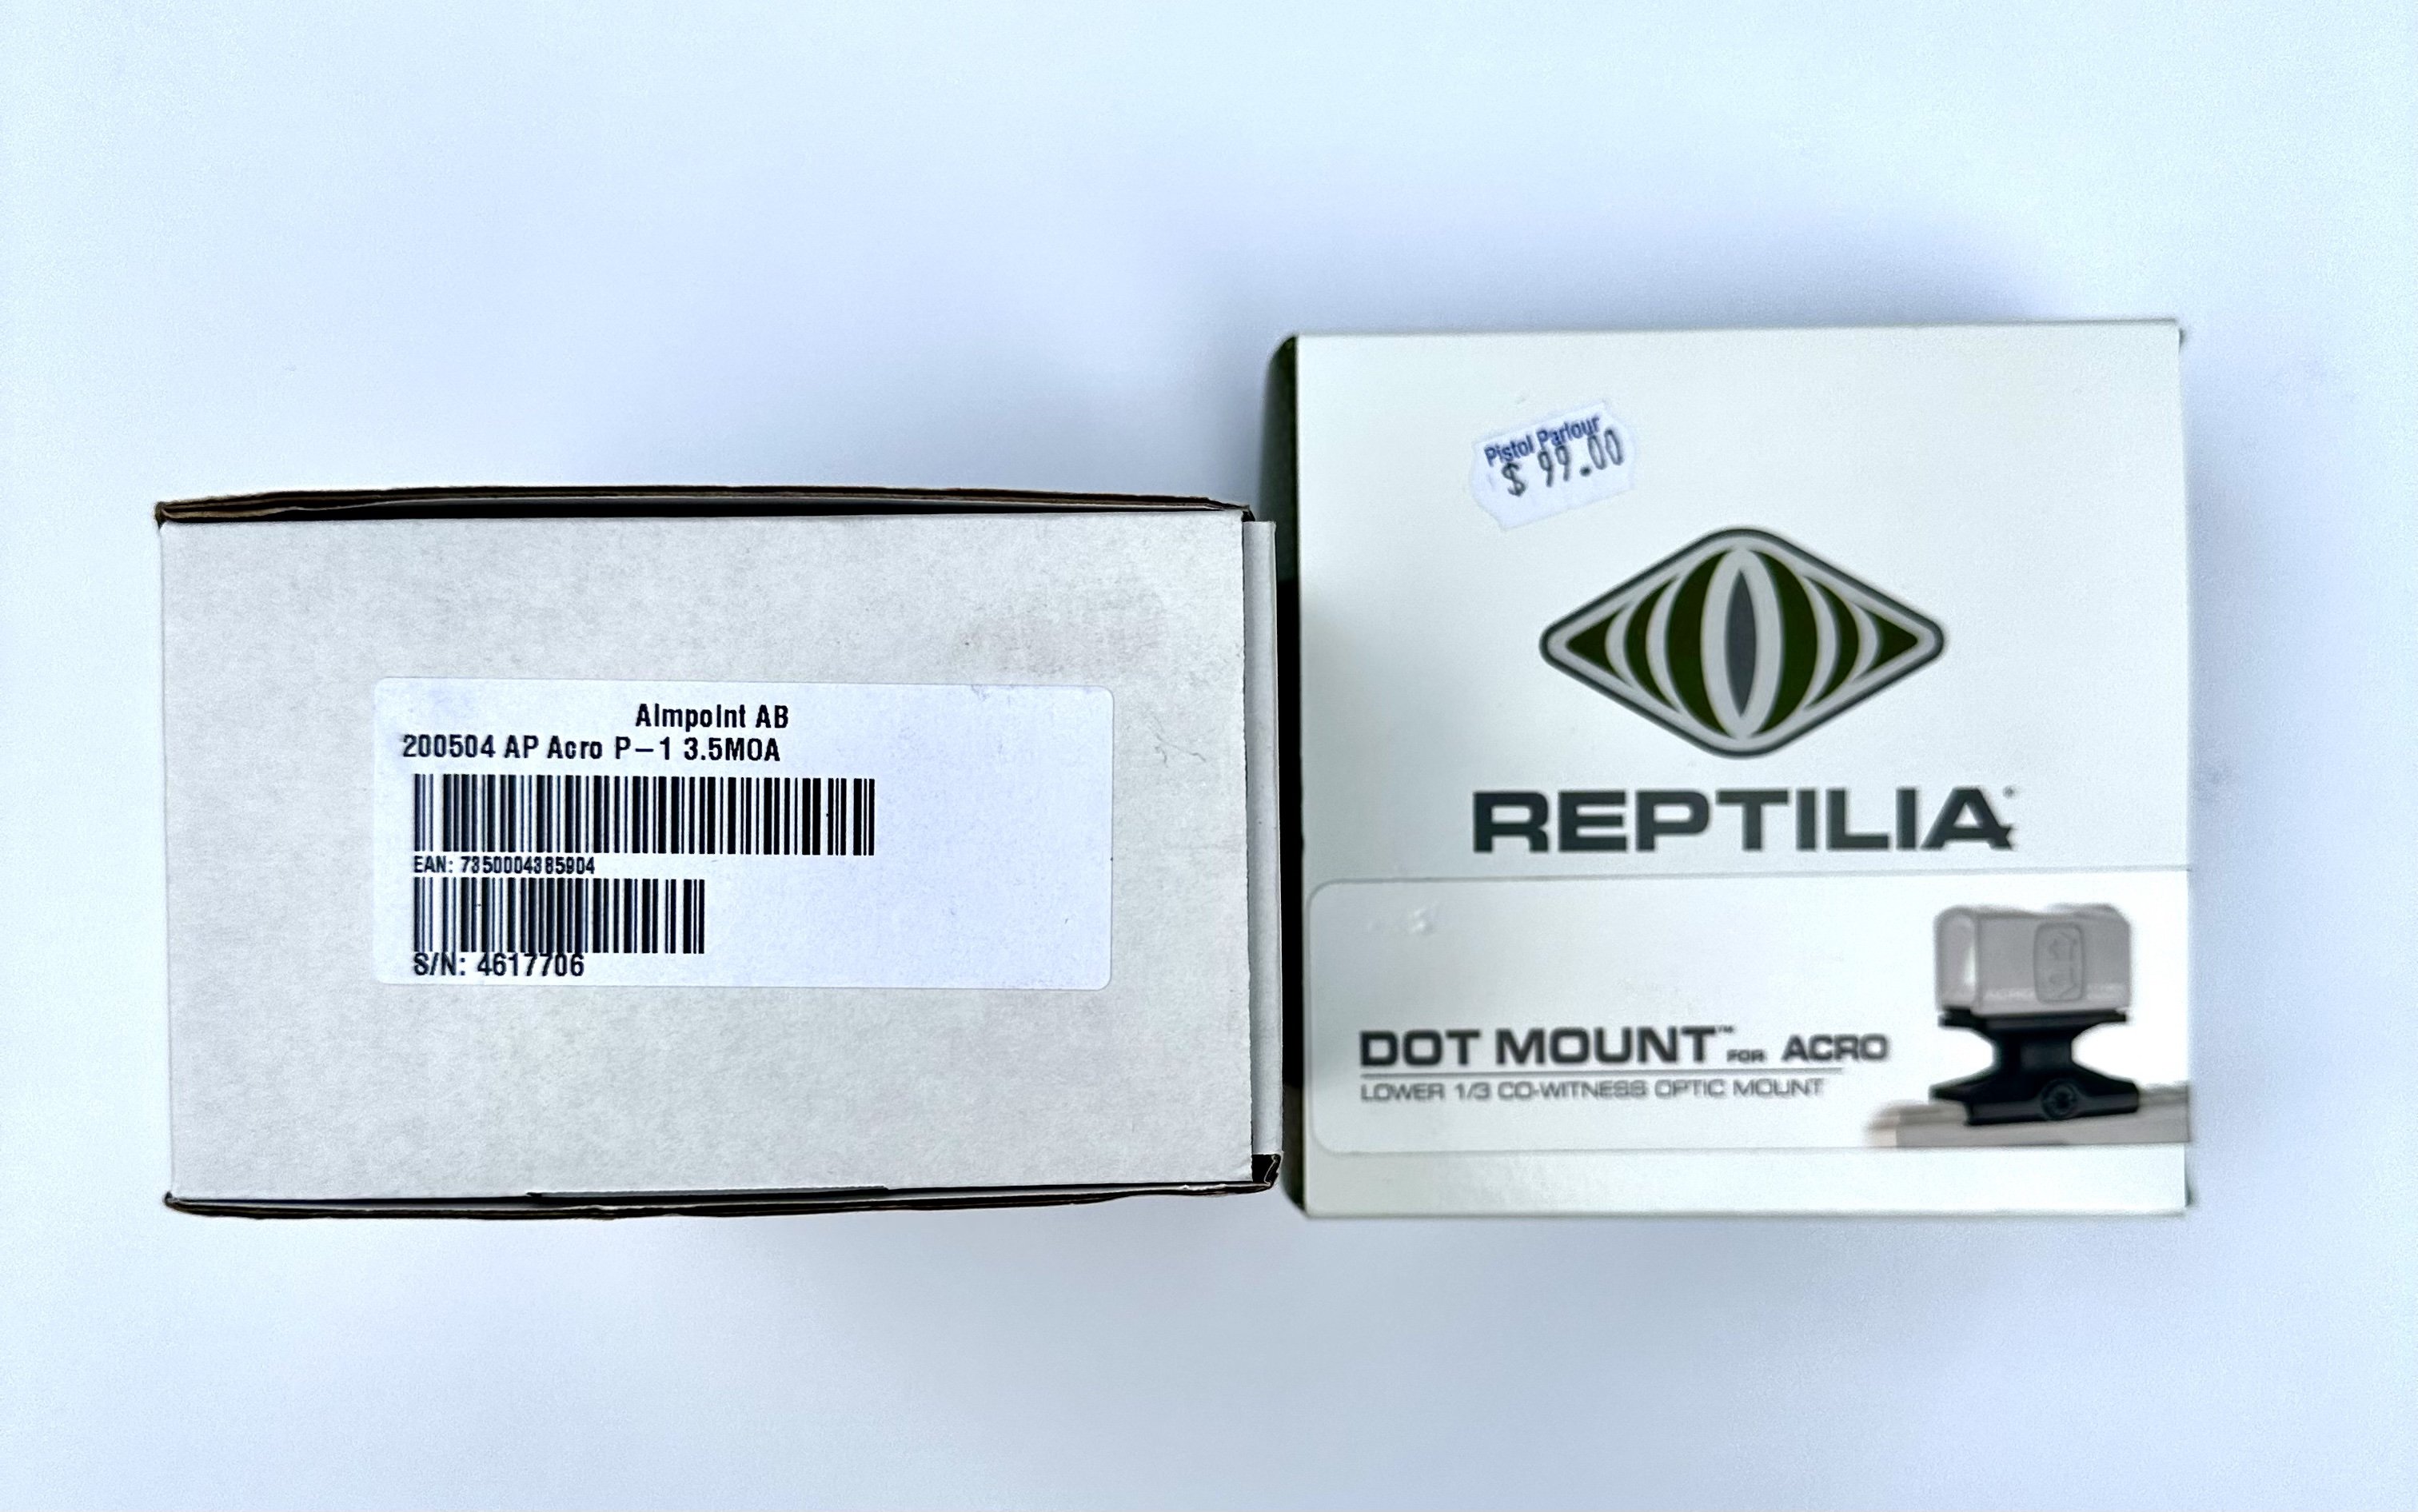 Aimpoint AB
200504 AP Acro P-1 3.5MOA
EAN: 7350004385904
S/N: 4617706
Pistol Parlour
$ 99.00
REPTILIA
DOT MOUNT™ FOR ACRO
LOWER 1/3 CO-WITNESS OPTIC MOUNT